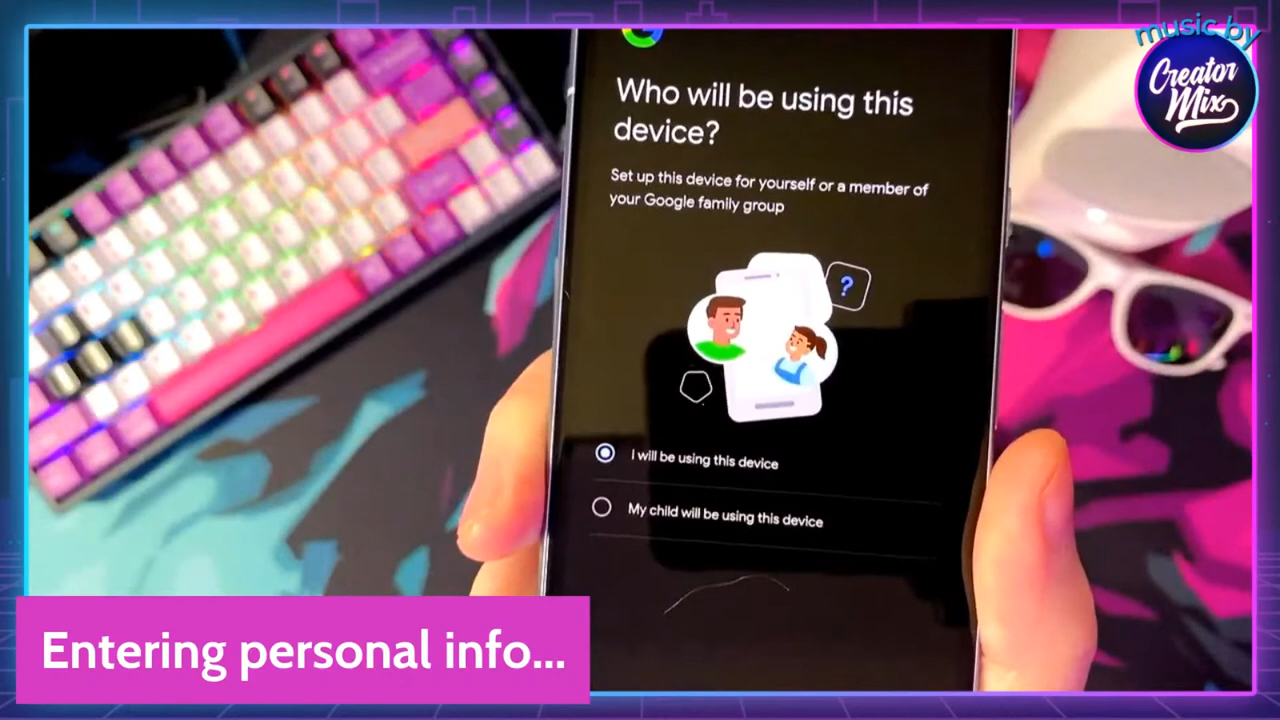 music by
Creator
Mix
Who will be using this
device?
Set up this device for yourself or a member of
your Google family group
?
I will be using this device
My child will be using this device
Entering personal info...